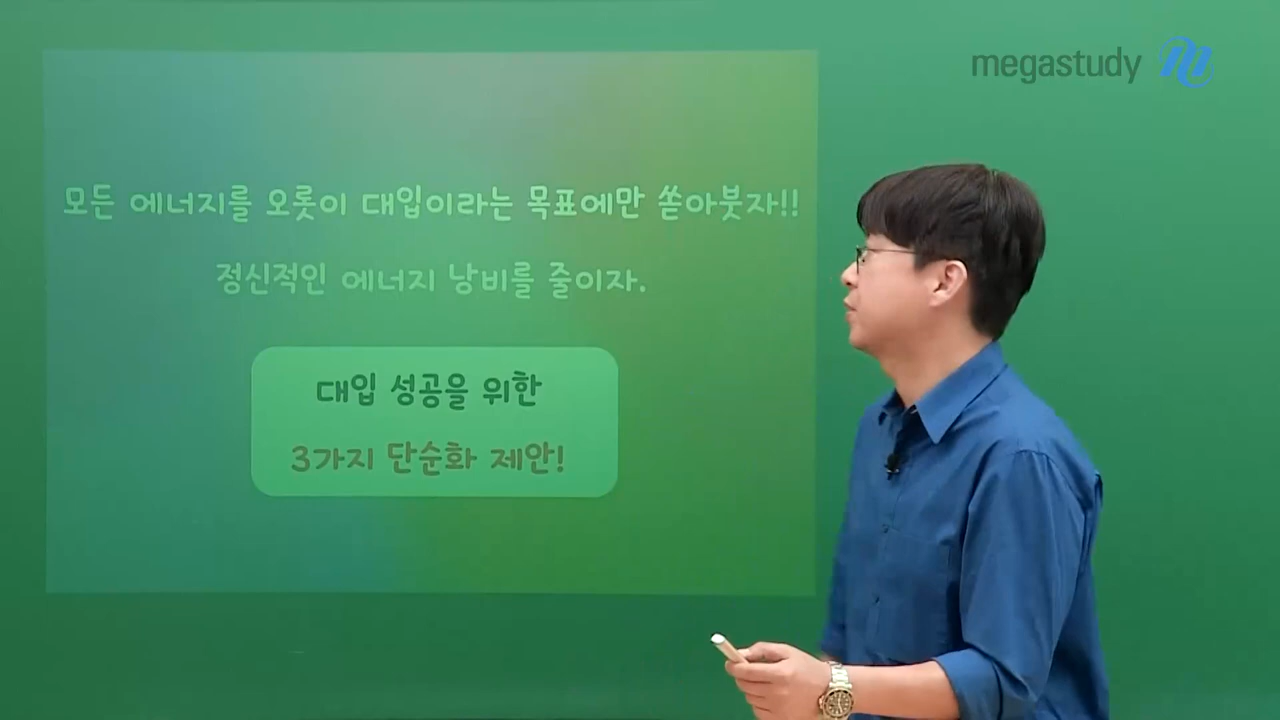 megastudy
모든 에너지를 오롯이 대입이라는 목표에만 쏟아붓자!!
정신적인 에너지 낭비를 줄이자.
대입 성공을 위한
3가지 단순화 제안!